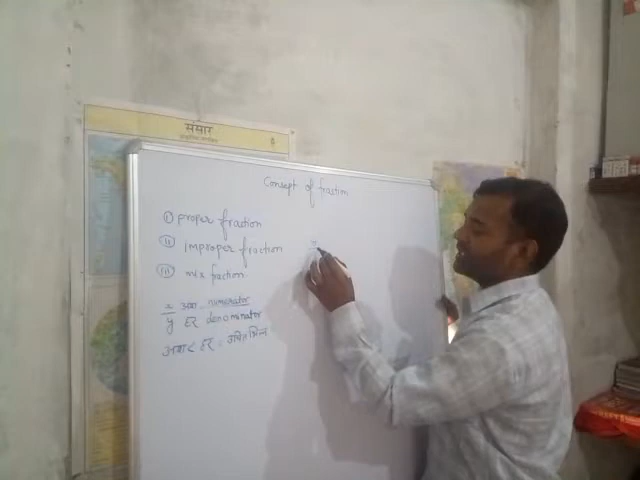 संसार
Concept of fraction
(i) proper fraction
(ii) improper fraction
(iii) mix fraction
x अंश numerator
y हर denominator
अंश < हर = उचित भिन्न